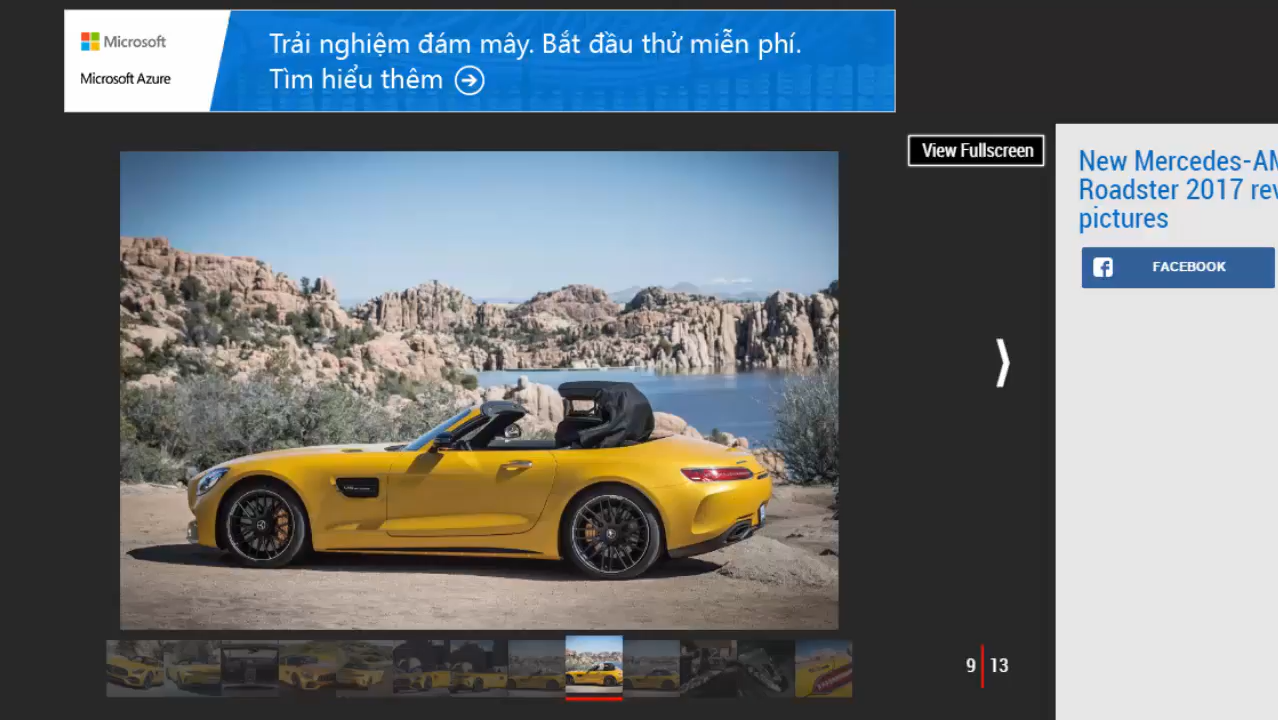 Microsoft
Microsoft Azure
Trải nghiệm đám mây. Bắt đầu thử miễn phí.
Tìm hiểu thêm
View Fullscreen
New Mercedes-AM
Roadster 2017 rev
pictures
FACEBOOK
9 13